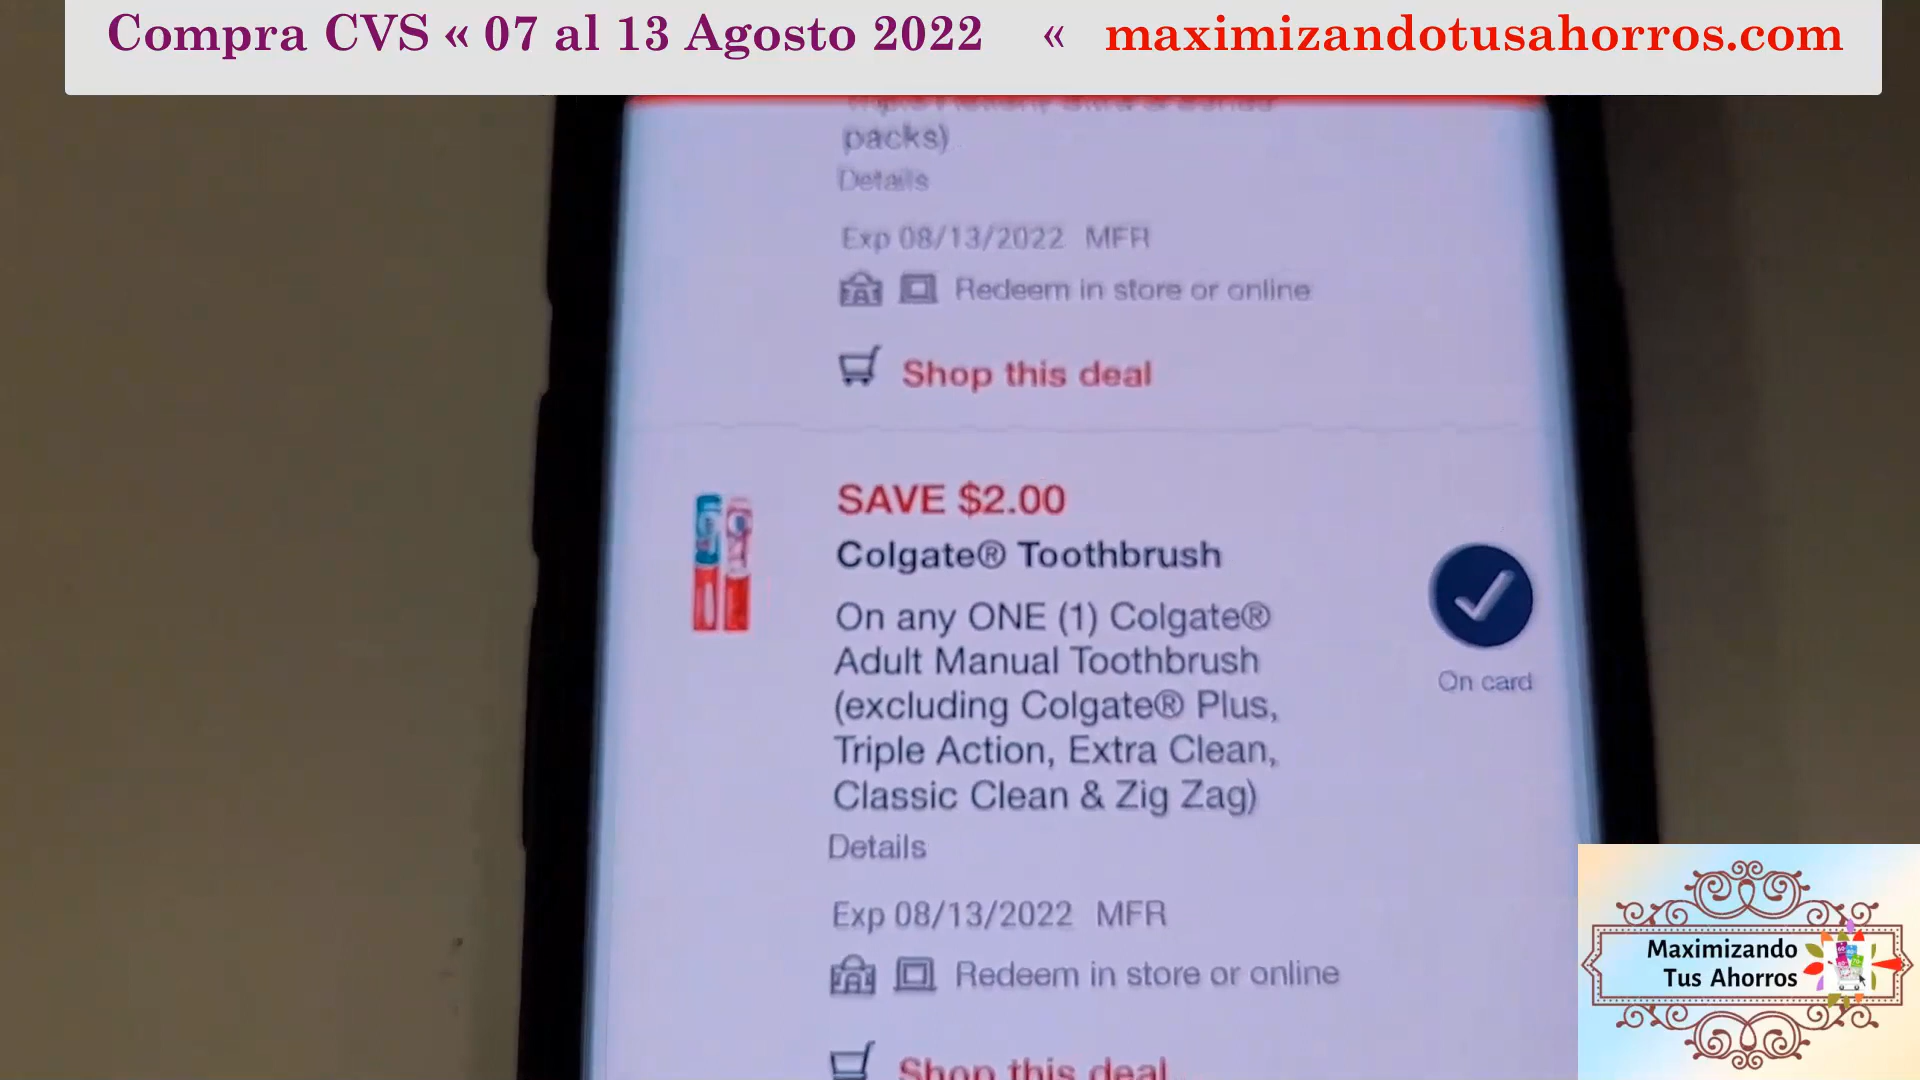 Compra CVS « 07 al 13 Agosto 2022 « maximizandotusahorros.com
packs)
Details
Exp 08/13/2022 MFR
Redeem in store or online
Shop this deal
SAVE $2.00
Colgate® Toothbrush
On any ONE (1) Colgate®
Adult Manual Toothbrush
(excluding Colgate® Plus,
Triple Action, Extra Clean,
Classic Clean & Zig Zag)
On card
Details
Exp 08/13/2022 MFR
Redeem in store or online
Shop this deal
Maximizando
Tus Ahorros